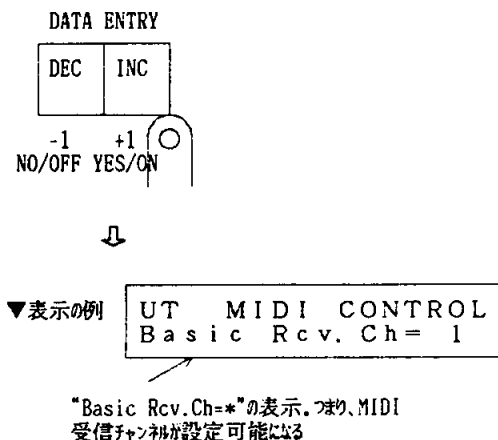 DATA ENTRY
DEC INC
-1 +1
NO/OFF YES/ON
⇩
▼表示の例
UT MIDI CONTROL
Basic Rcv. Ch= 1
“Basic Rcv.Ch=*”の表示。つまり、MIDI
受信チャンネルが設定可能になる